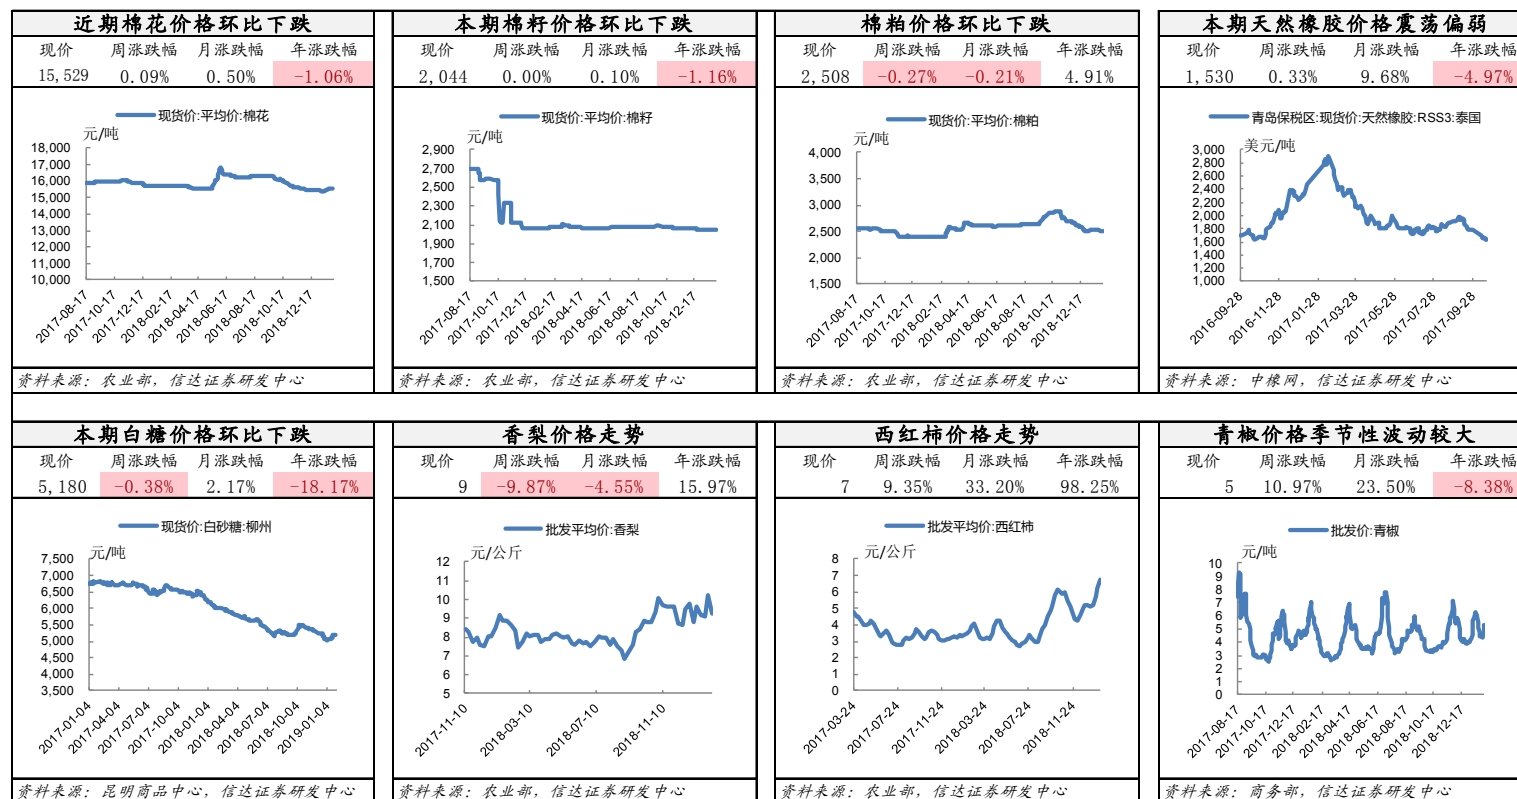 近期棉花价格环比下跌
现价 周涨跌幅 月涨跌幅 年涨跌幅
15,529 0.09% 0.50% -1.06%
现货价:平均价:棉花
元/吨
18,000
17,000
16,000
15,000
14,000
13,000
12,000
11,000
10,000
2017-08-17 2017-10-17 2017-12-17 2018-02-17 2018-04-17 2018-06-17 2018-08-17 2018-10-17 2018-12-17
资料来源：农业部，信达证券研发中心
本期棉籽价格环比下跌
现价 周涨跌幅 月涨跌幅 年涨跌幅
2,044 0.00% 0.10% -1.16%
现货价:平均价:棉籽
元/吨
2,900
2,700
2,500
2,300
2,100
1,900
1,700
1,500
2017-08-17 2017-10-17 2017-12-17 2018-02-17 2018-04-17 2018-06-17 2018-08-17 2018-10-17 2018-12-17
资料来源：农业部，信达证券研发中心
棉粕价格环比下跌
现价 周涨跌幅 月涨跌幅 年涨跌幅
2,508 -0.27% -0.21% 4.91%
现货价:平均价:棉粕
元/吨
4,000
3,500
3,000
2,500
2,000
1,500
2017-08-17 2017-10-17 2017-12-17 2018-02-17 2018-04-17 2018-06-17 2018-08-17 2018-10-17 2018-12-17
资料来源：农业部，信达证券研发中心
本期天然橡胶价格震荡偏弱
现价 周涨跌幅 月涨跌幅 年涨跌幅
1,530 0.33% 9.68% -4.97%
青岛保税区:现货价:天然橡胶:RSS3:泰国
美元/吨
3,000
2,800
2,600
2,400
2,200
2,000
1,800
1,600
1,400
1,200
1,000
2016-09-28 2016-11-28 2017-01-28 2017-03-28 2017-05-28 2017-07-28 2017-09-28
资料来源：中橡网，信达证券研发中心
本期白糖价格环比下跌
现价 周涨跌幅 月涨跌幅 年涨跌幅
5,180 -0.38% 2.17% -18.17%
现货价:白砂糖:柳州
元/吨
7,500
7,000
6,500
6,000
5,500
5,000
4,500
4,000
3,500
2017-01-04 2017-04-04 2017-07-04 2017-10-04 2018-01-04 2018-04-04 2018-07-04 2018-10-04 2019-01-04
资料来源：昆明商品中心，信达证券研发中心
香梨价格走势
现价 周涨跌幅 月涨跌幅 年涨跌幅
9 -9.87% -4.55% 15.97%
批发平均价:香梨
元/公斤
12
11
10
9
8
7
6
5
2017-11-10 2018-03-10 2018-07-10 2018-11-10
资料来源：农业部，信达证券研发中心
西红柿价格走势
现价 周涨跌幅 月涨跌幅 年涨跌幅
7 9.35% 33.20% 98.25%
批发平均价:西红柿
元/公斤
8
7
6
5
4
3
2
1
0
2017-03-24 2017-07-24 2017-11-24 2018-03-24 2018-07-24 2018-11-24
资料来源：农业部，信达证券研发中心
青椒价格季节性波动较大
现价 周涨跌幅 月涨跌幅 年涨跌幅
5 10.97% 23.50% -8.38%
批发价:青椒
元/吨
10
9
8
7
6
5
4
3
2
1
0
2017-08-17 2017-10-17 2017-12-17 2018-02-17 2018-04-17 2018-06-17 2018-08-17 2018-10-17 2018-12-17
资料来源：商务部，信达证券研发中心